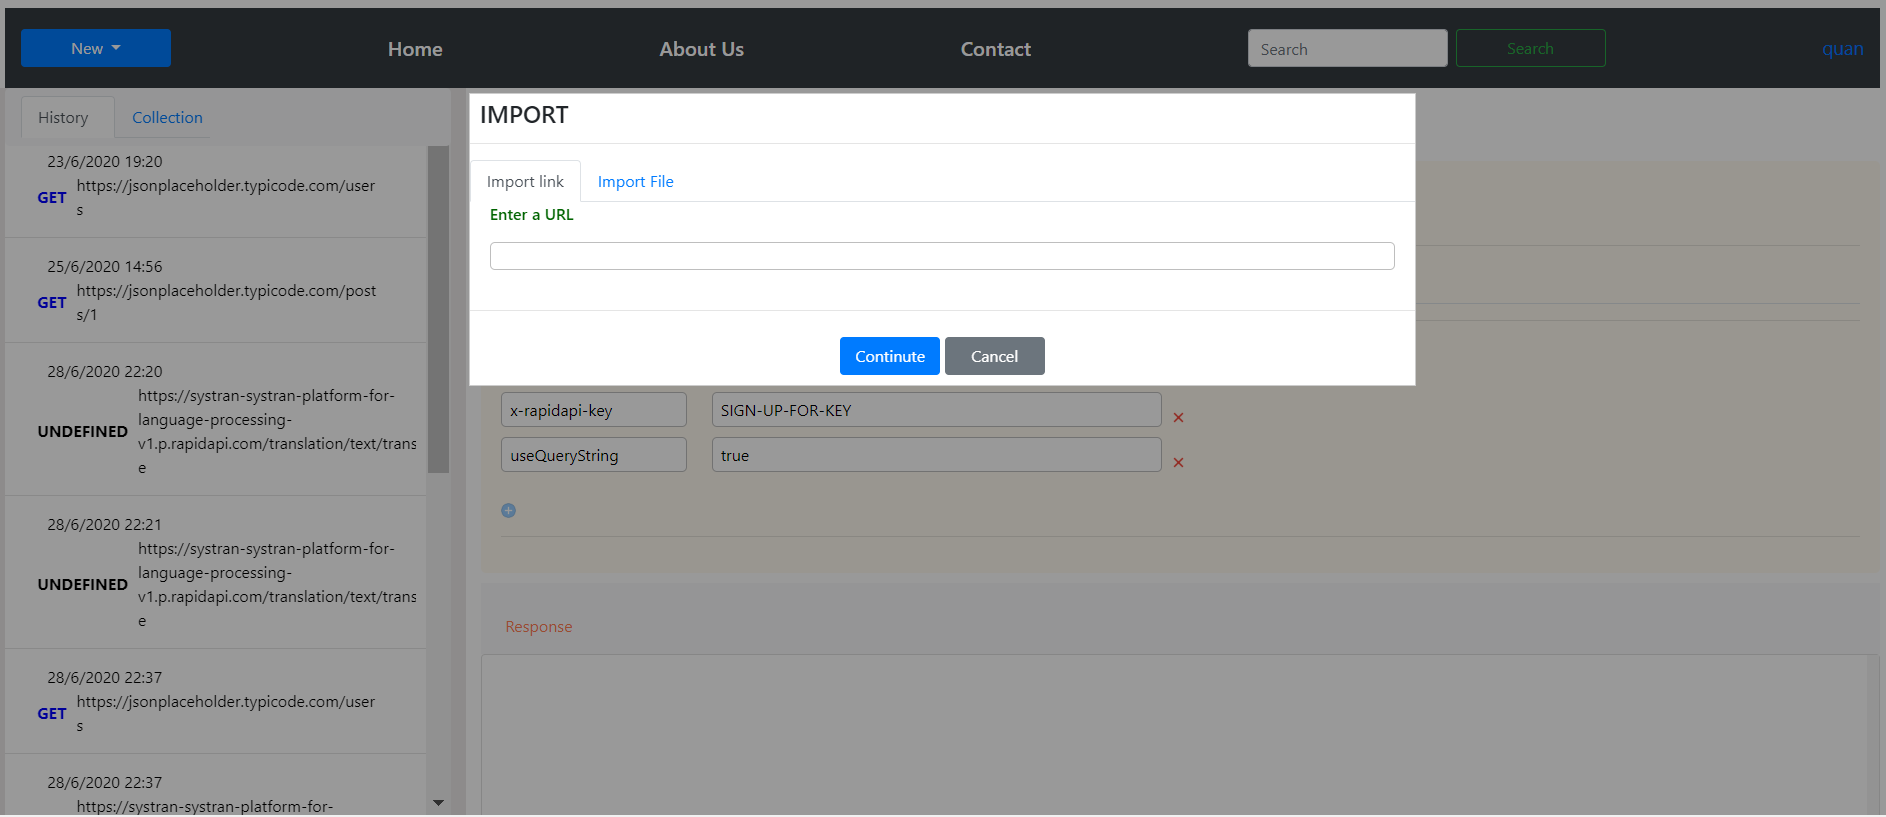 New
Home
About Us
Contact
Search
Search
quan
History
Collection
23/6/2020 19:20
GET
https://jsonplaceholder.typicode.com/user
s
25/6/2020 14:56
GET
https://jsonplaceholder.typicode.com/post
s/1
28/6/2020 22:20
UNDEFINED
https://systran-systran-platform-for-
language-processing-
v1.p.rapidapi.com/translation/text/trans
e
28/6/2020 22:21
UNDEFINED
https://systran-systran-platform-for-
language-processing-
v1.p.rapidapi.com/translation/text/trans
e
28/6/2020 22:37
GET
https://jsonplaceholder.typicode.com/user
s
28/6/2020 22:37
https://systran-systran-platform-for-
IMPORT
Import link
Import File
Enter a URL
Continute
Cancel
x-rapidapi-key
SIGN-UP-FOR-KEY
useQueryString
true
Response